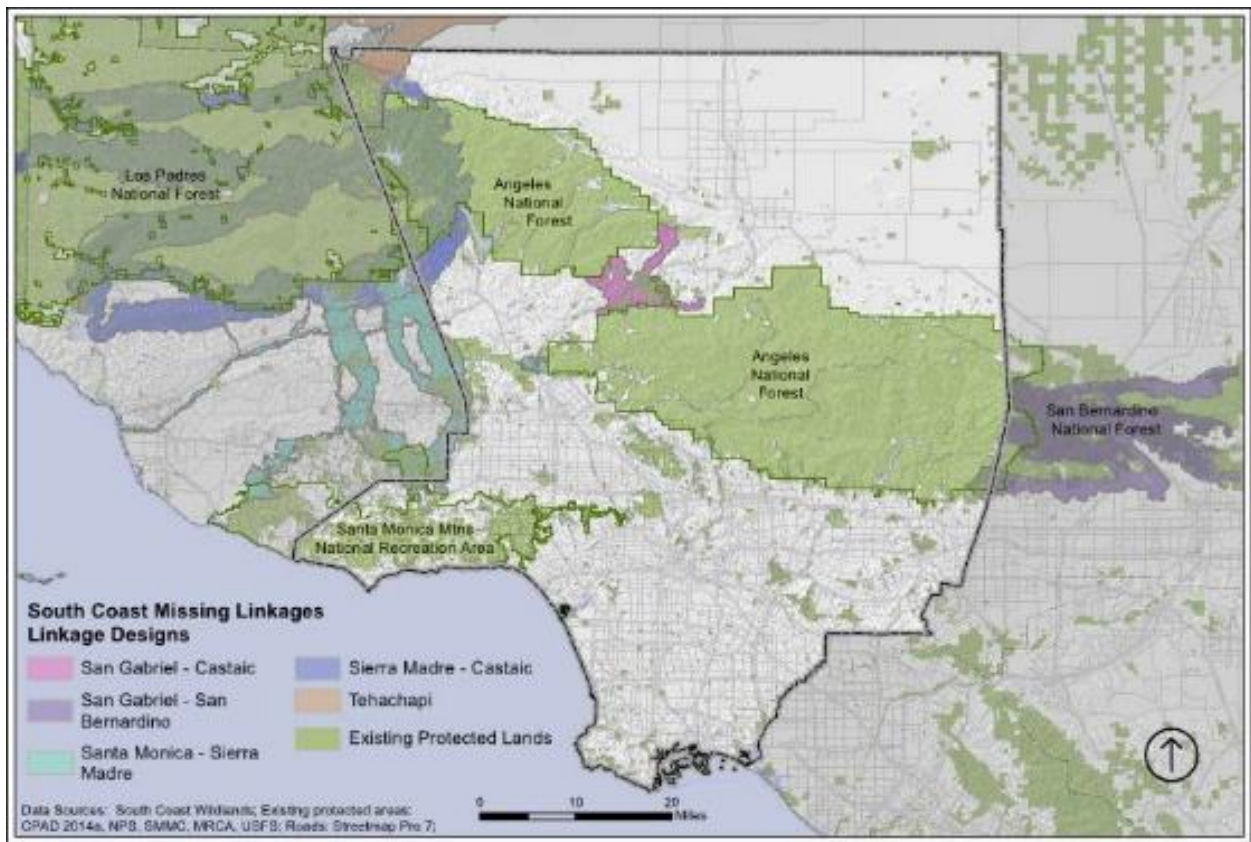 Los Padres
National Forest
Angeles
National
Forest
Angeles
National
Forest
San Bernardino
National Forest
Santa Monica Mtns
National Recreation Area
South Coast Missing Linkages
Linkage Designs
San Gabriel - Castaic
San Gabriel - San
Bernardino
Santa Monica - Sierra
Madre
Sierra Madre - Castaic
Tehachapi
Existing Protected Lands
Data Sources: South Coast Wildlands; Existing protected areas:
CPAD 2014a, NPS, SMMC, MRCA, USFS; Roads: Streetmap Pro 7;
0 10 20
Miles